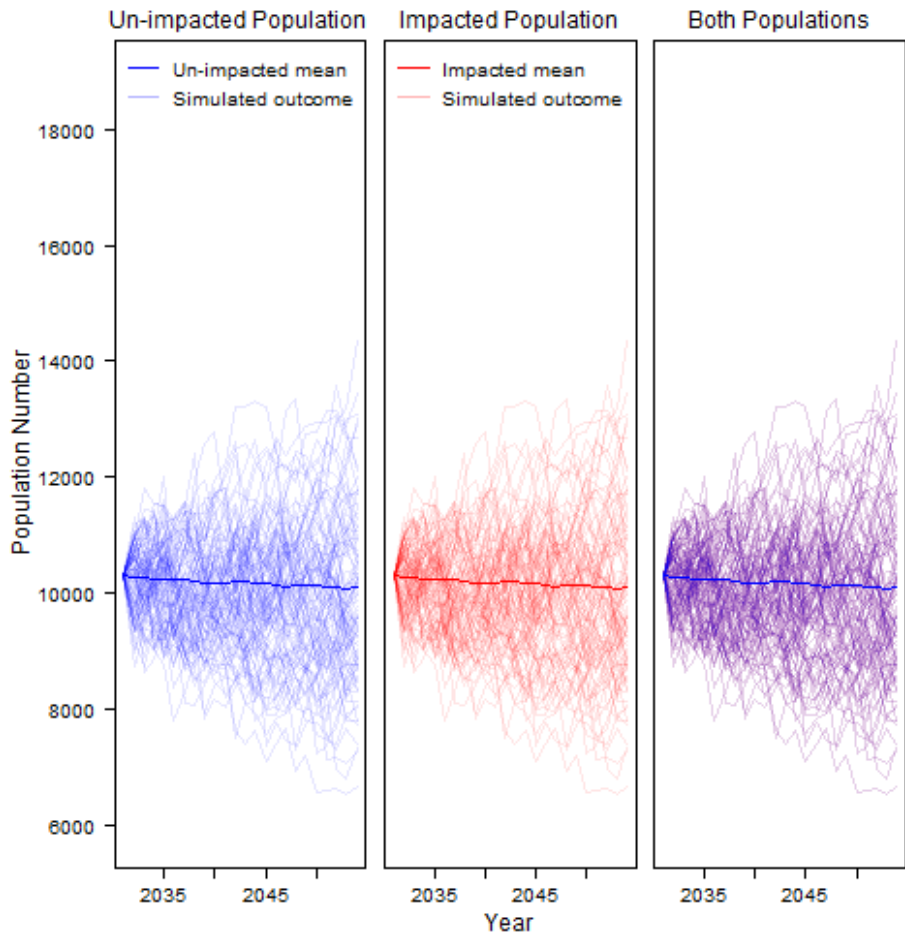 Un-impacted Population
Impacted Population
Both Populations
Un-impacted mean
Simulated outcome
Impacted mean
Simulated outcome
18000
16000
14000
12000
10000
8000
6000
Population Number
2035
2045
2035
2045
2035
2045
Year